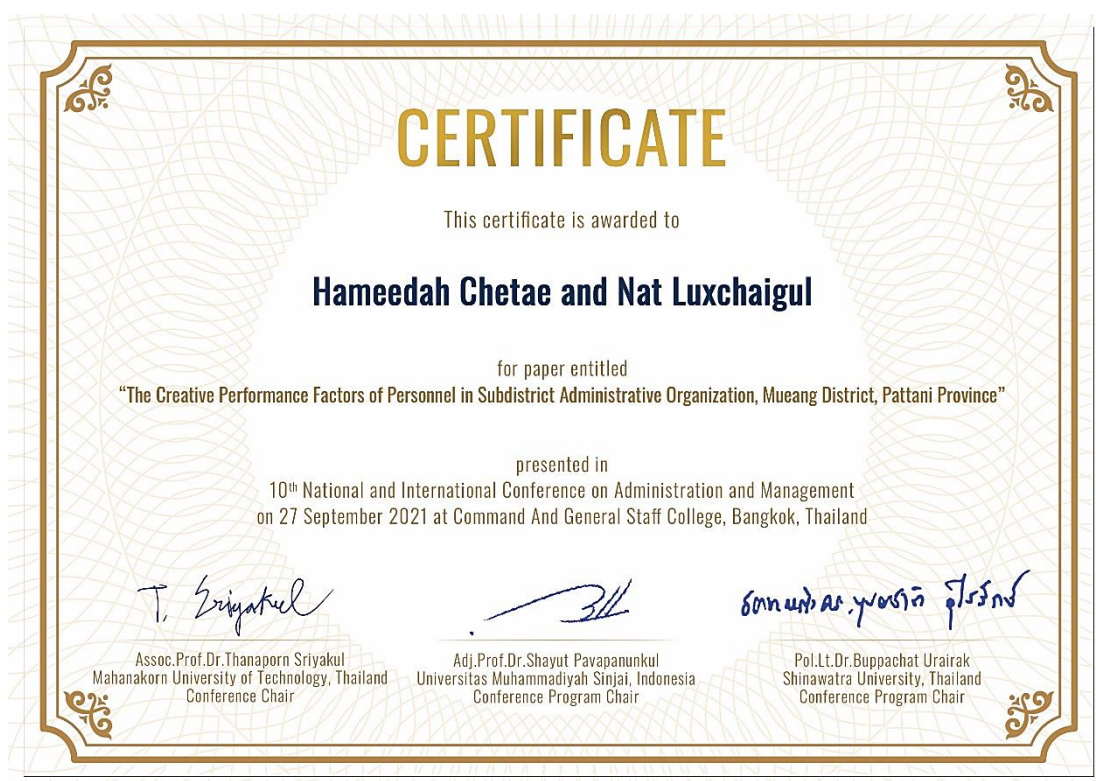 CERTIFICATE
This certificate is awarded to
Hameedah Chetae and Nat Luxchaigul
for paper entitled
“The Creative Performance Factors of Personnel in Subdistrict Administrative Organization, Mueang District, Pattani Province”
presented in
10th National and International Conference on Administration and Management
on 27 September 2021 at Command And General Staff College, Bangkok, Thailand
T. Sriyakul
Assoc.Prof.Dr.Thanaporn Sriyakul
Mahanakorn University of Technology, Thailand
Conference Chair
Adj.Prof.Dr.Shayut Pavapanunkul
Universitas Muhammadiyah Sinjai, Indonesia
Conference Program Chair
Pol.Lt.Dr.Buppachat Urairak
Shinawatra University, Thailand
Conference Program Chair